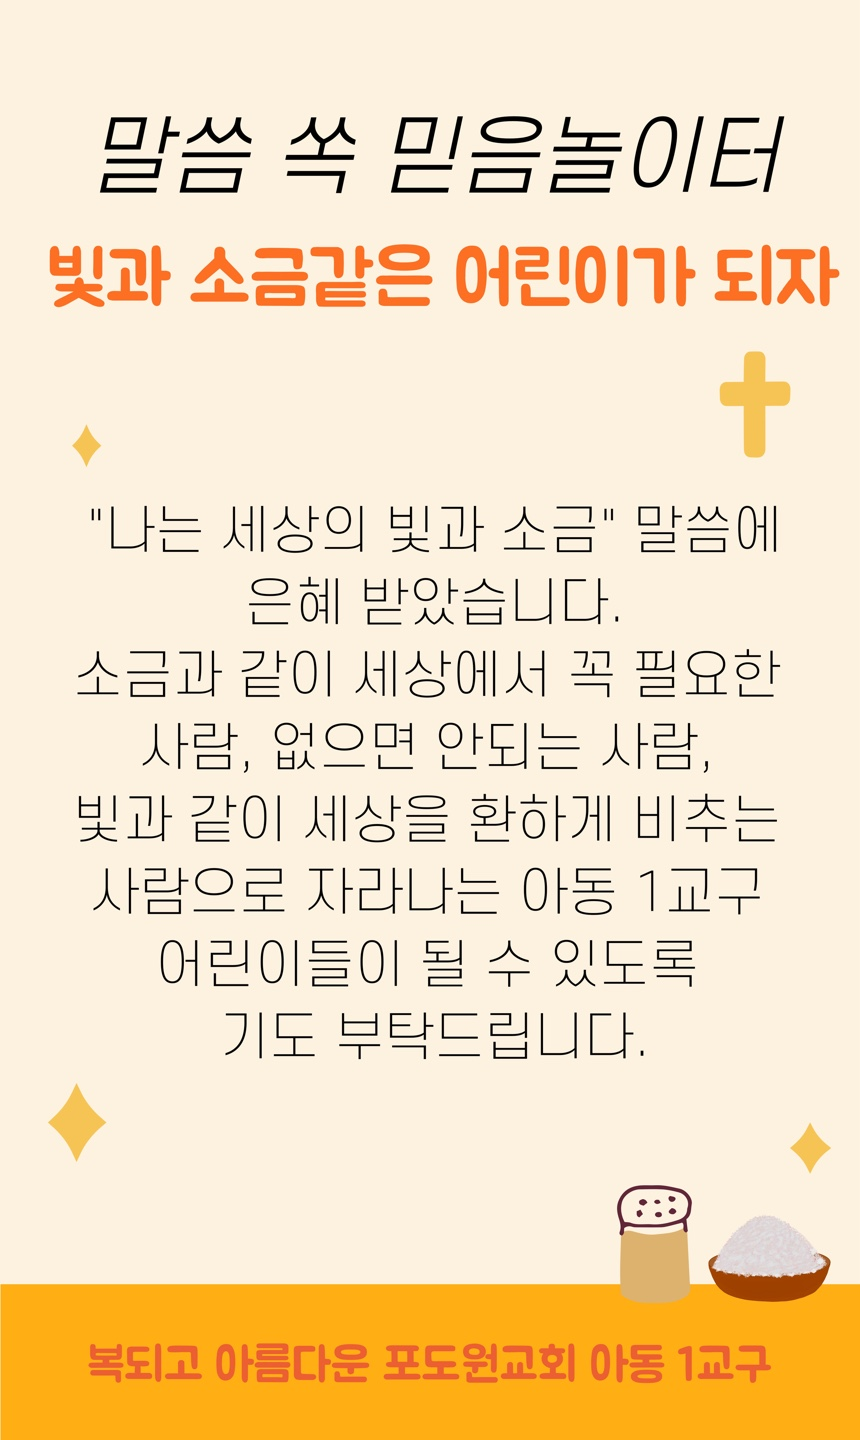 말씀 쏙 믿음놀이터
빛과 소금같은 어린이가 되자
"나는 세상의 빛과 소금" 말씀에
은혜 받았습니다.
소금과 같이 세상에서 꼭 필요한
사람, 없으면 안되는 사람,
빛과 같이 세상을 환하게 비추는
사람으로 자라나는 아동 1교구
어린이들이 될 수 있도록
기도 부탁드립니다.
복되고 아름다운 포도원교회 아동 1교구